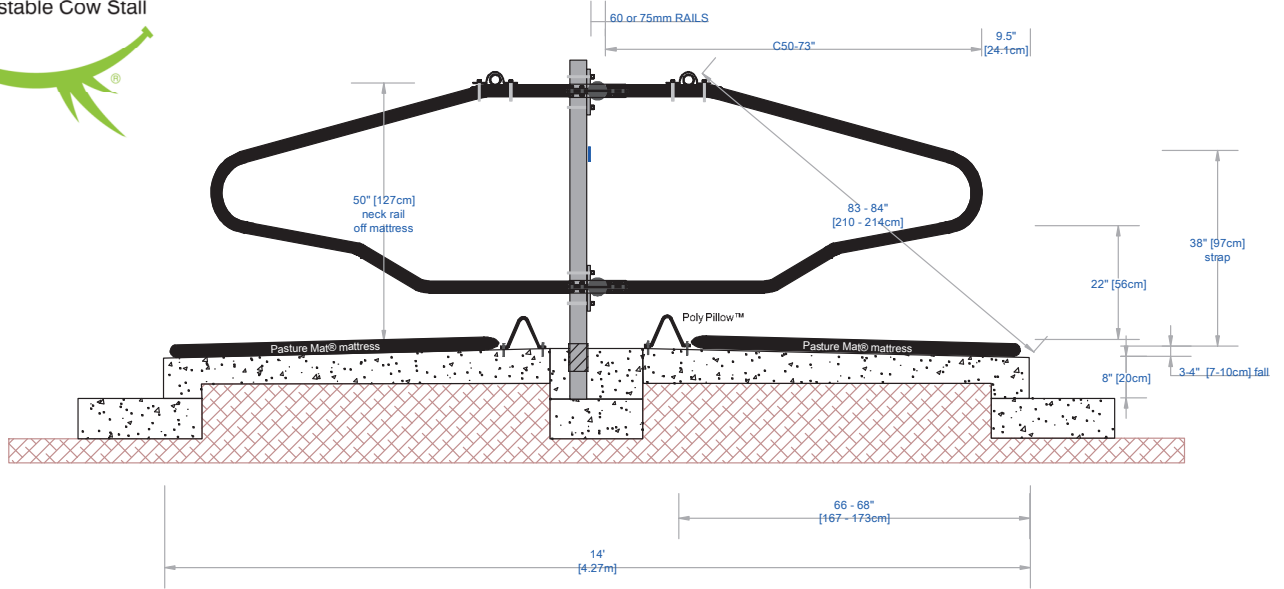 stable Cow Stall
®
60 or 75mm RAILS
C50-73"
9.5"
[24.1cm]
50" [127cm]
neck rail
off mattress
83 - 84"
[210 - 214cm]
38" [97cm]
strap
22" [56cm]
Poly Pillow™
Pasture Mat® mattress
Pasture Mat® mattress
8" [20cm]
3-4" [7-10cm] fall
66 - 68"
[167 - 173cm]
14'
[4.27m]